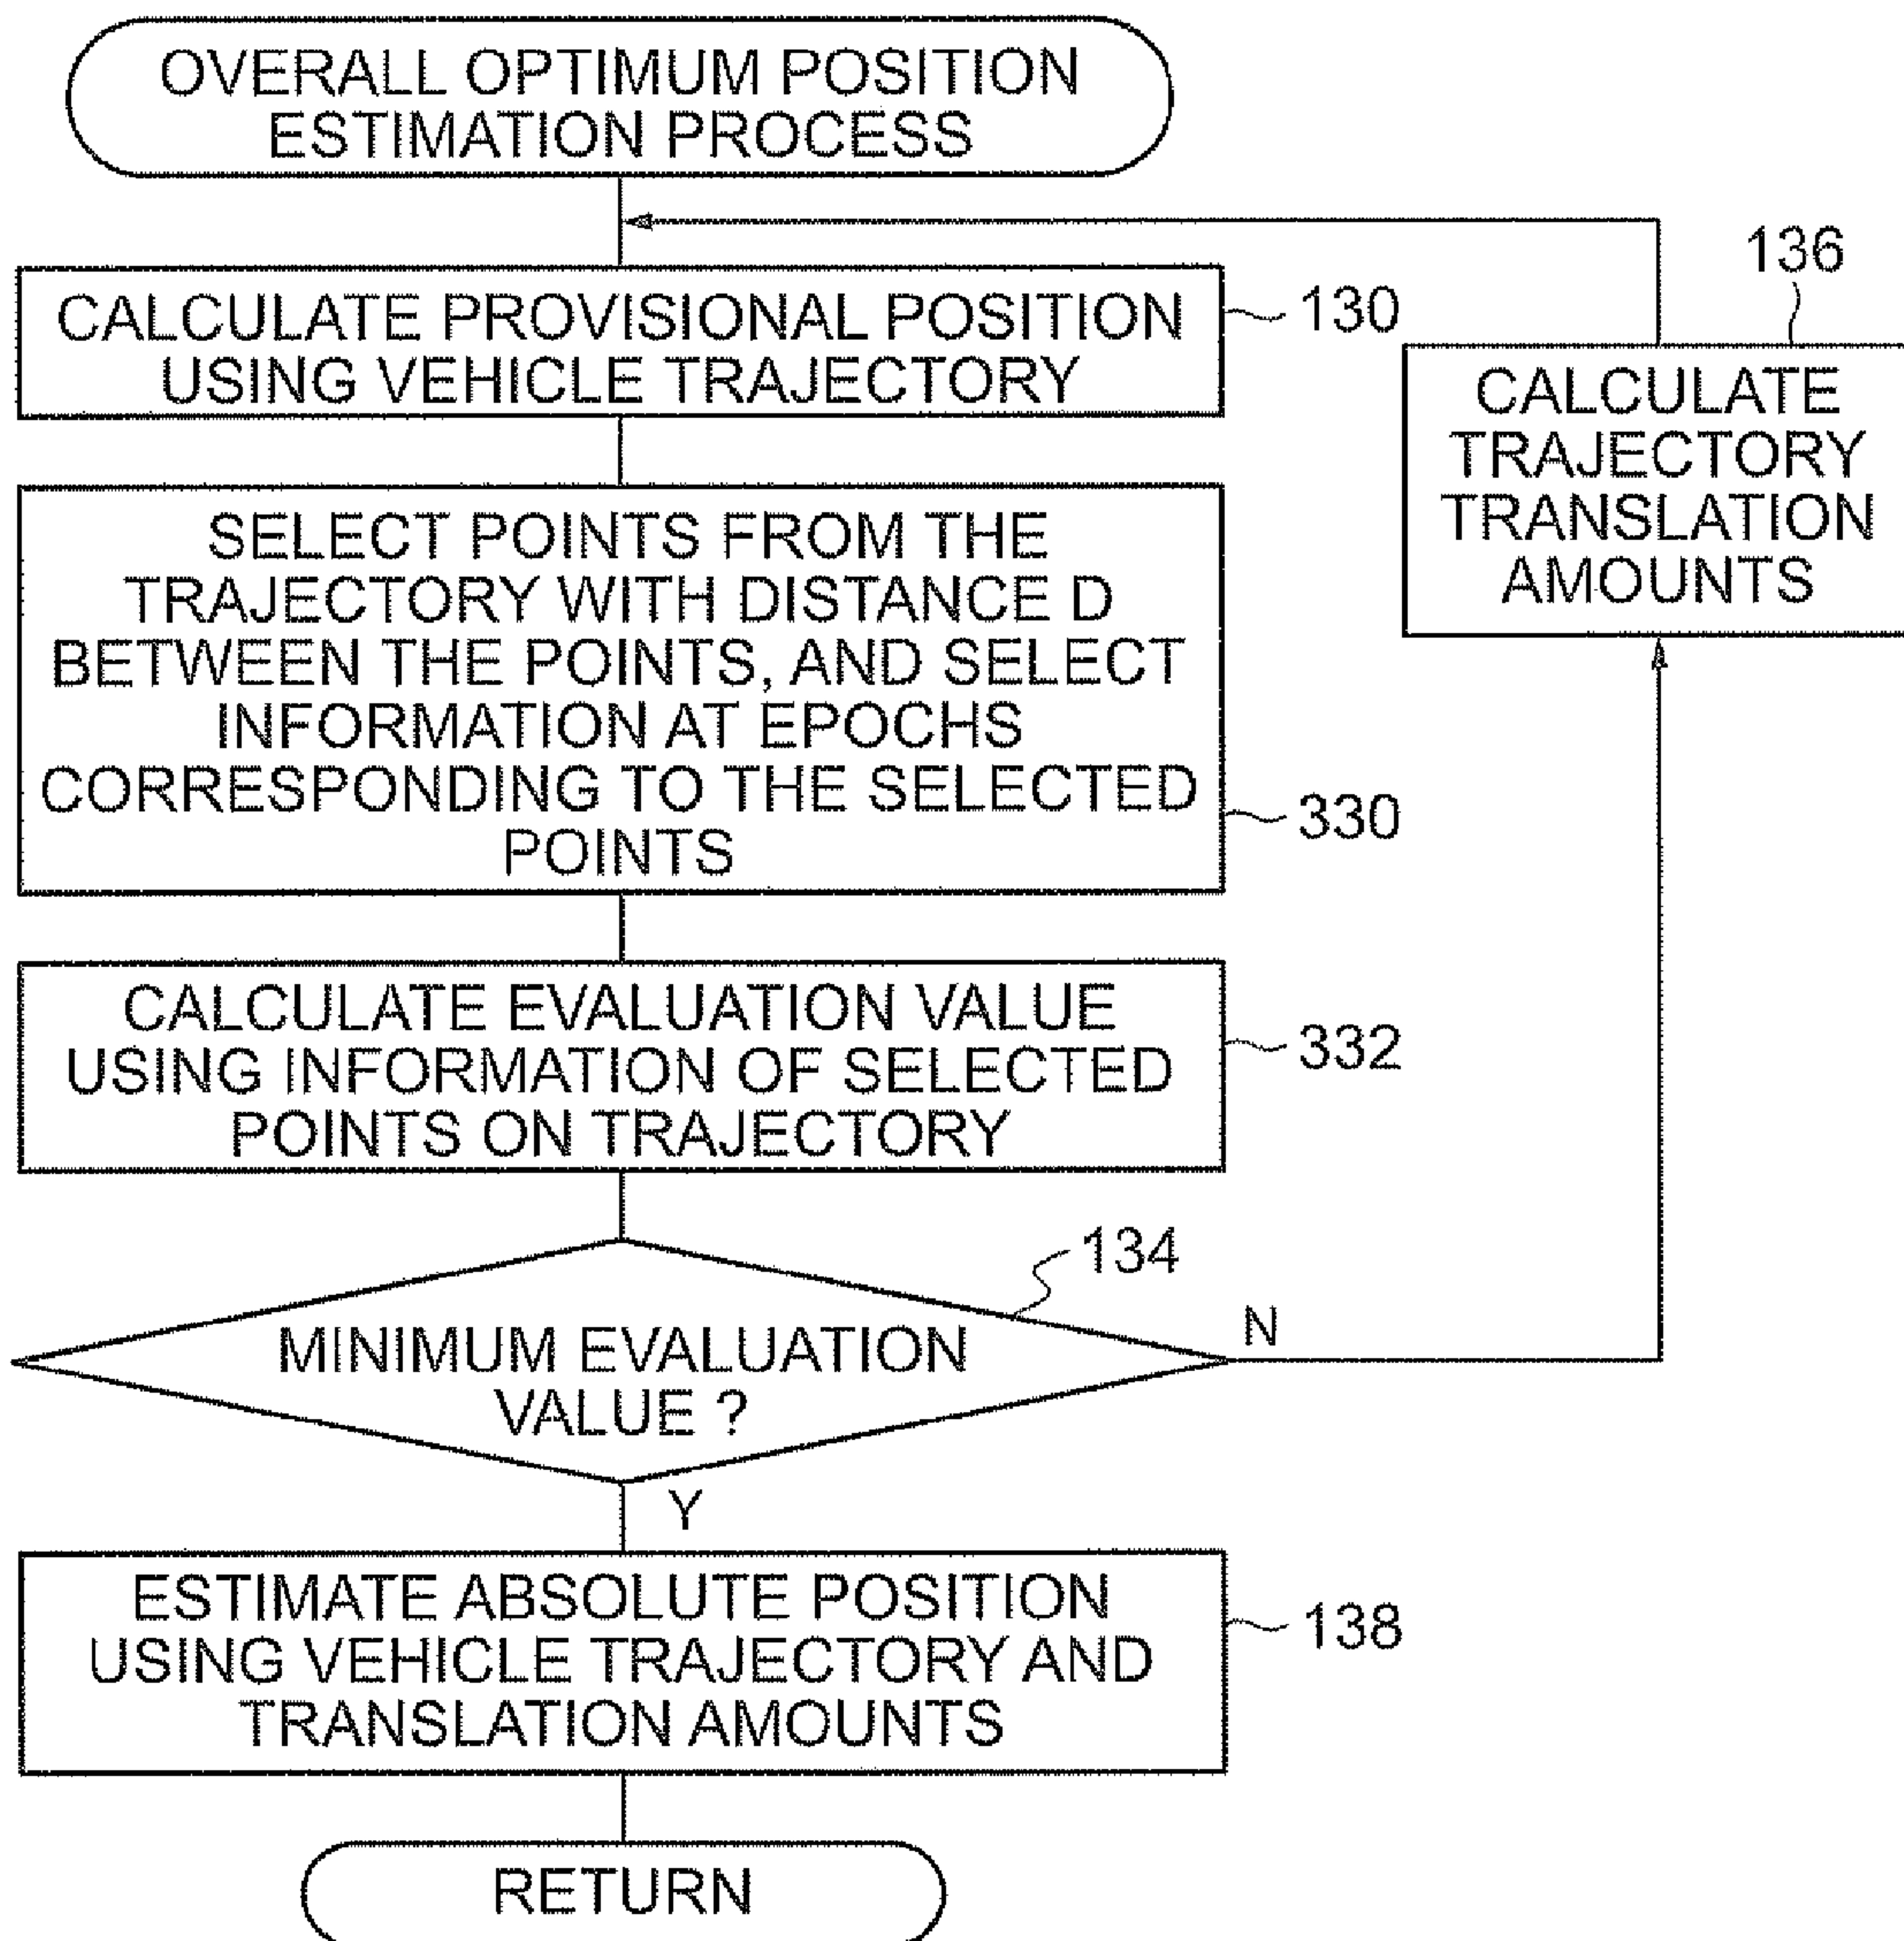 OVERALL OPTIMUM POSITION
ESTIMATION PROCESS
CALCULATE PROVISIONAL POSITION
USING VEHICLE TRAJECTORY
130
136
CALCULATE
TRAJECTORY
TRANSLATION
AMOUNTS
SELECT POINTS FROM THE
TRAJECTORY WITH DISTANCE D
BETWEEN THE POINTS, AND SELECT
INFORMATION AT EPOCHS
CORRESPONDING TO THE SELECTED
POINTS
330
CALCULATE EVALUATION VALUE
USING INFORMATION OF SELECTED
POINTS ON TRAJECTORY
332
134
MINIMUM EVALUATION
VALUE ?
N
Y
ESTIMATE ABSOLUTE POSITION
USING VEHICLE TRAJECTORY AND
TRANSLATION AMOUNTS
138
RETURN